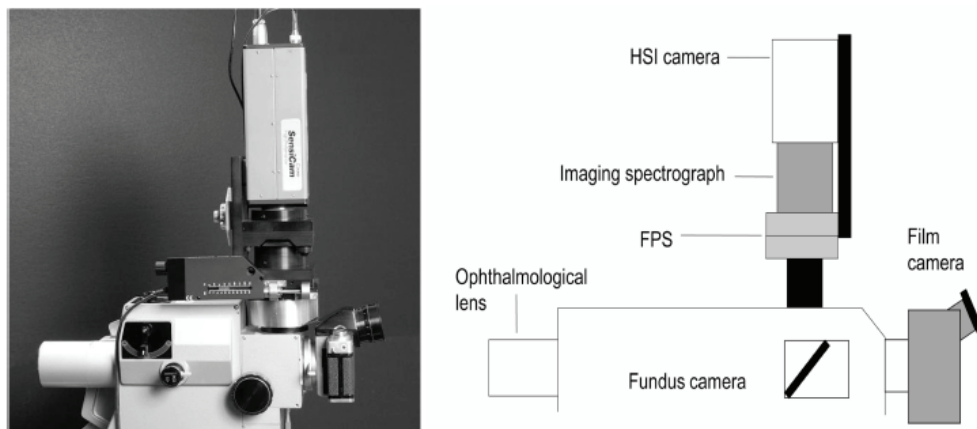 SensiCam
HSI camera
Imaging spectrograph
FPS
Film
camera
Ophthalmological
lens
Fundus camera